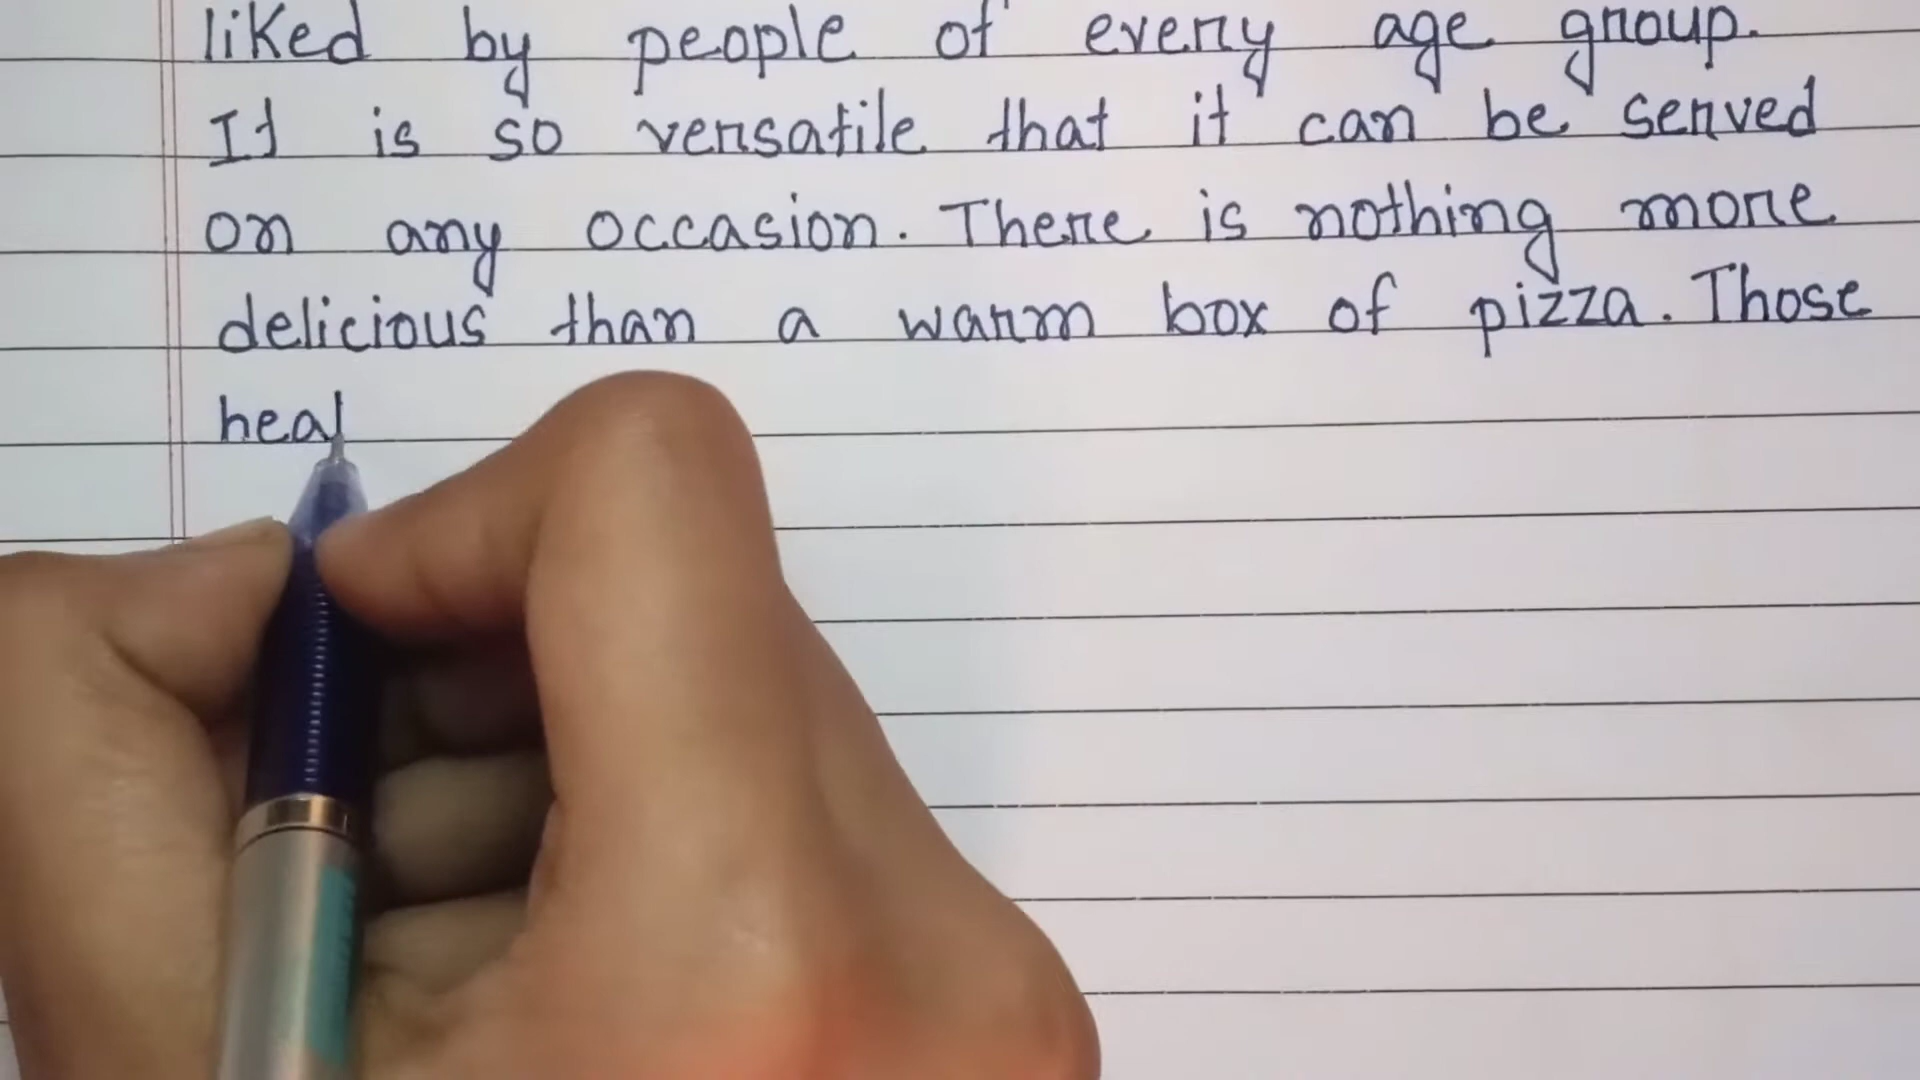 liked by people of every age group.
It is so versatile that it can be served
on any occasion. There is nothing more
delicious than a warm box of pizza. Those
heal